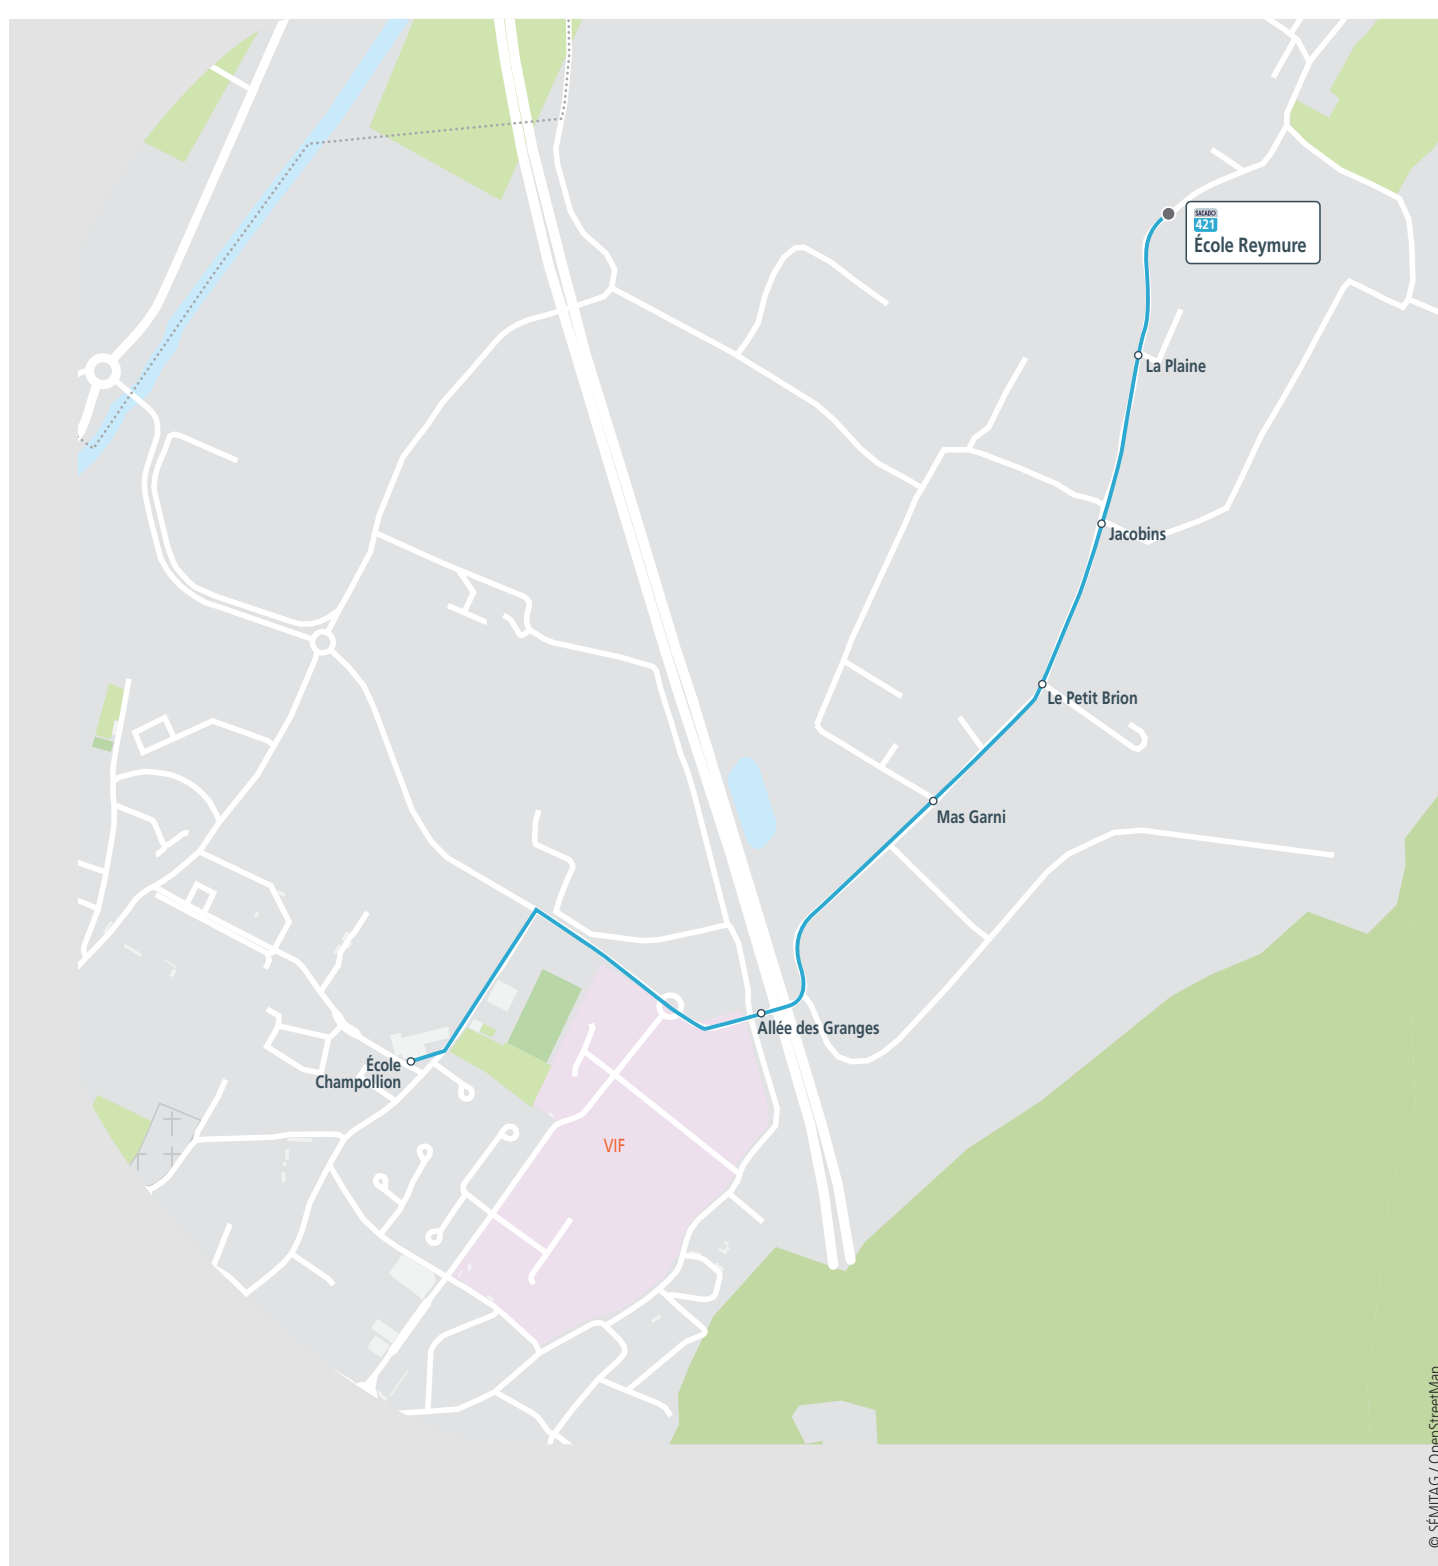 SACADO
421
École Reymure
La Plaine
Jacobins
Le Petit Brion
Mas Garni
Allée des Granges
École
Champollion
VIF
© SÉMITAG / OpenStreetMap